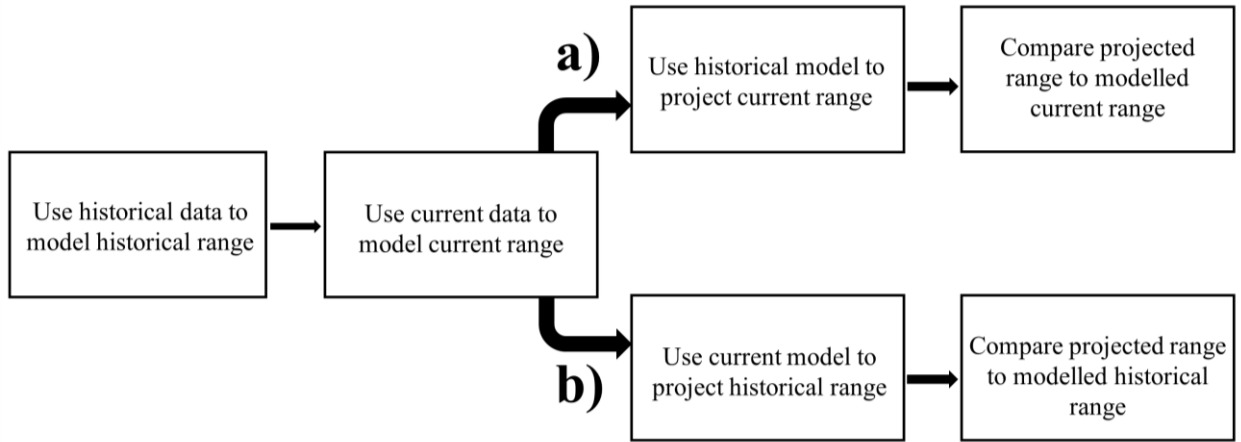 Use historical data to
model historical range
Use current data to
model current range
a)
Use historical model to
project current range
Compare projected
range to modelled
current range
b)
Use current model to
project historical range
Compare projected range
to modelled historical
range